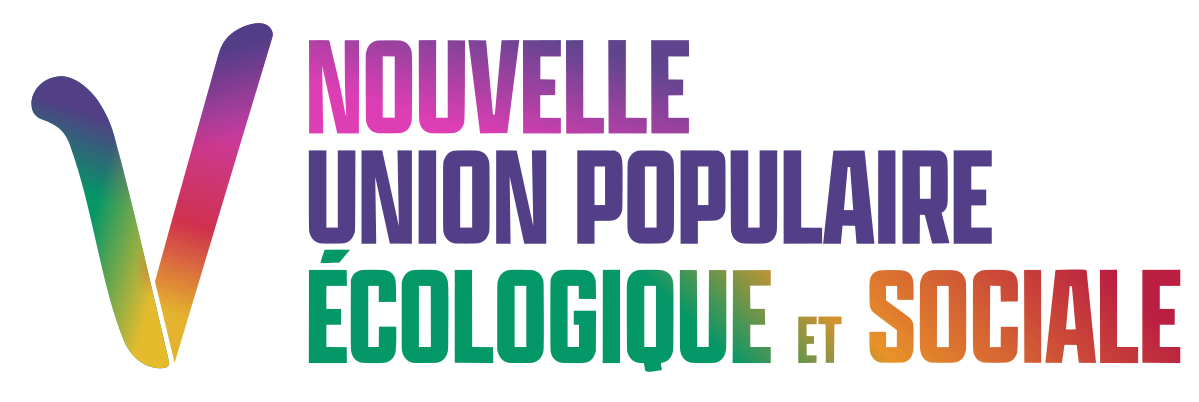 NOUVELLE
UNION POPULAIRE
ÉCOLOGIQUE ET SOCIALE